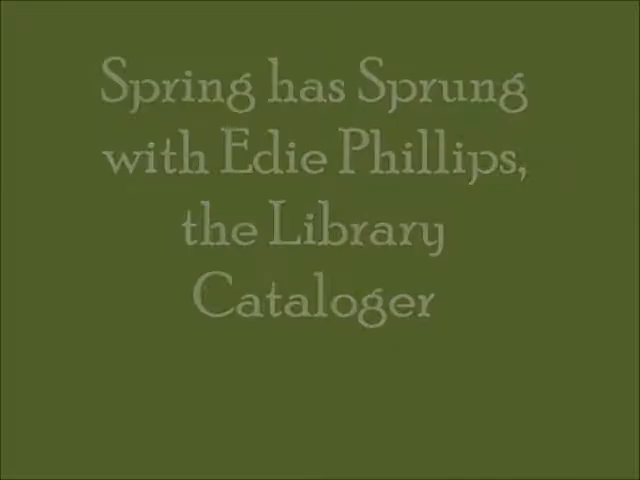 Spring has Sprung
with Edie Phillips,
the Library
Cataloger